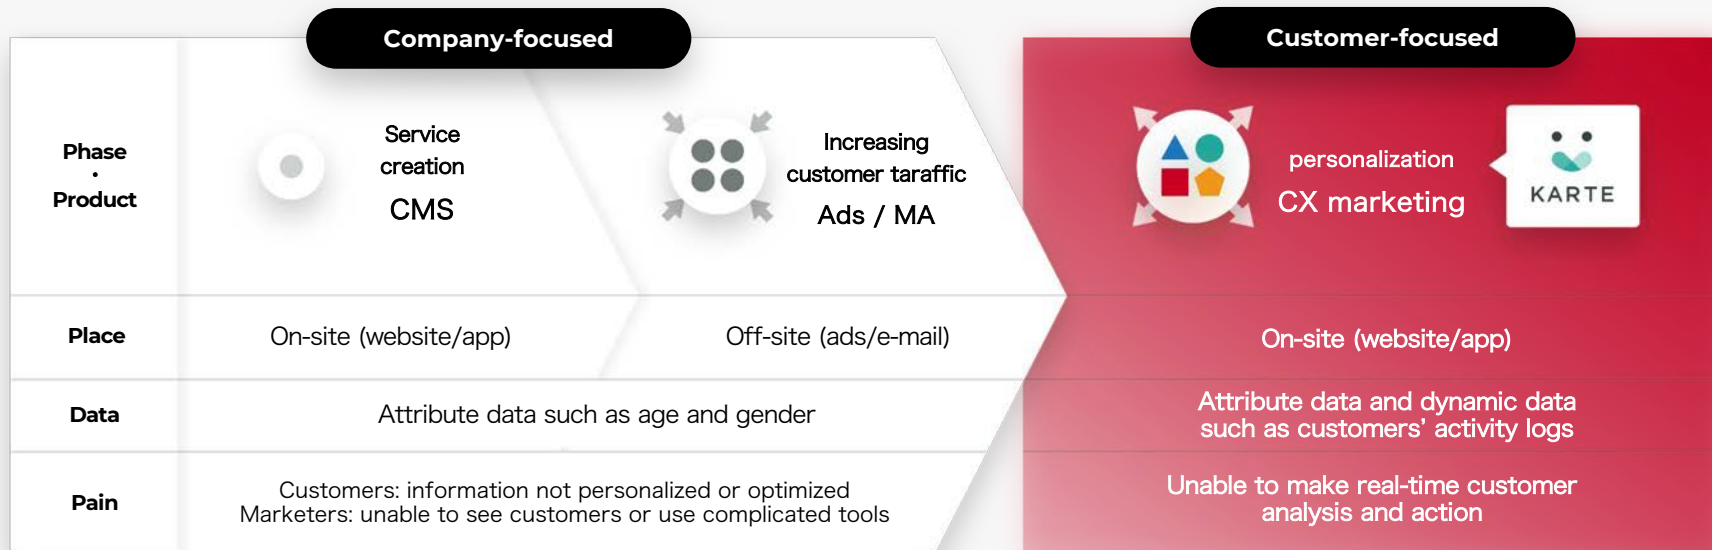 Company-focused
Customer-focused
Phase
・
Product
Service
creation
CMS
Increasing
customer taraffic
Ads / MA
personalization
CX marketing
KARTE
Place
On-site (website/app)
Off-site (ads/e-mail)
On-site (website/app)
Data
Attribute data such as age and gender
Attribute data and dynamic data
such as customers’ activity logs
Pain
Customers: information not personalized or optimized
Marketers: unable to see customers or use complicated tools
Unable to make real-time customer
analysis and action